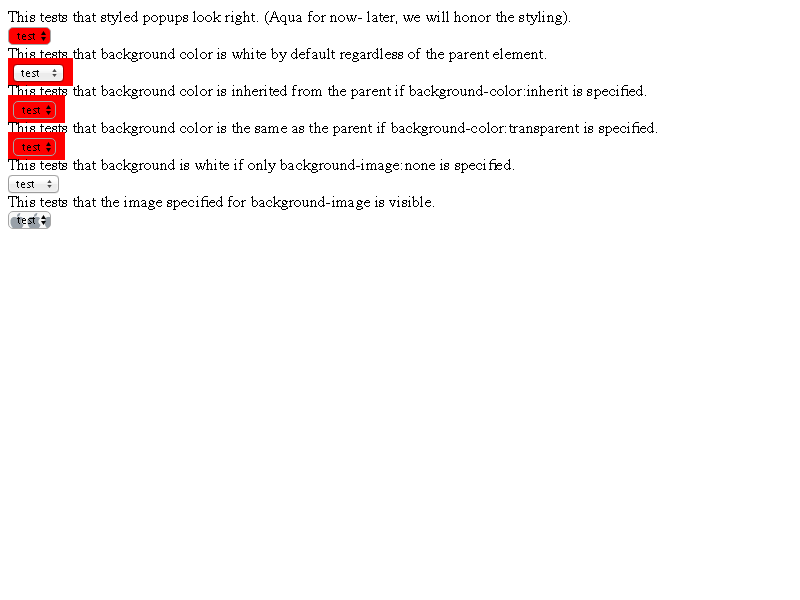 This tests that styled popups look right. (Aqua for now- later, we will honor the styling).
test
This tests that background color is white by default regardless of the parent element.
test
This tests that background color is inherited from the parent if background-color:inherit is specified.
test
This tests that background color is the same as the parent if background-color:transparent is specified.
test
This tests that background is white if only background-image:none is specified.
test
This tests that the image specified for background-image is visible.
test